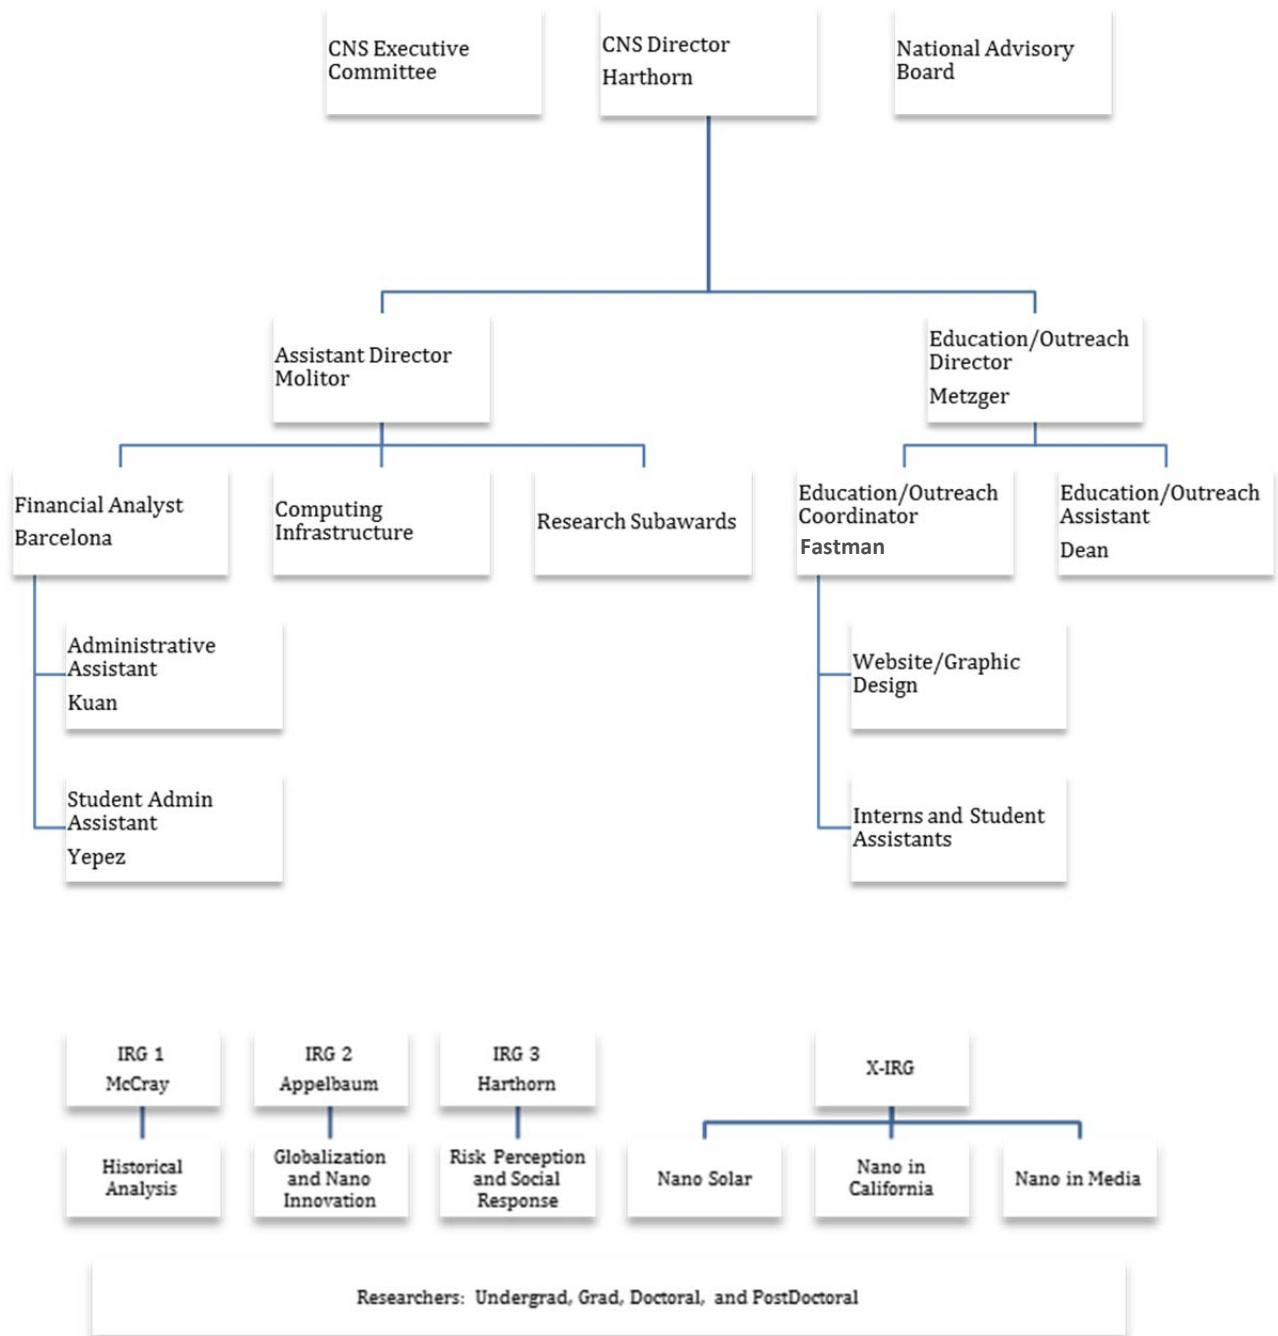 CNS Executive
Committee
CNS Director
Harthorn
National Advisory
Board
Assistant Director
Molitor
Education/Outreach
Director
Metzger
Financial Analyst
Barcelona
Computing
Infrastructure
Research Subawards
Education/Outreach
Coordinator
Fastman
Education/Outreach
Assistant
Dean
Administrative
Assistant
Kuan
Website/Graphic
Design
Student Admin
Assistant
Yepez
Interns and Student
Assistants
IRG 1
McCray
IRG 2
Appelbaum
IRG 3
Harthorn
X-IRG
Historical
Analysis
Globalization
and Nano
Innovation
Risk Perception
and Social
Response
Nano Solar
Nano in
California
Nano in Media
Researchers: Undergrad, Grad, Doctoral, and PostDoctoral